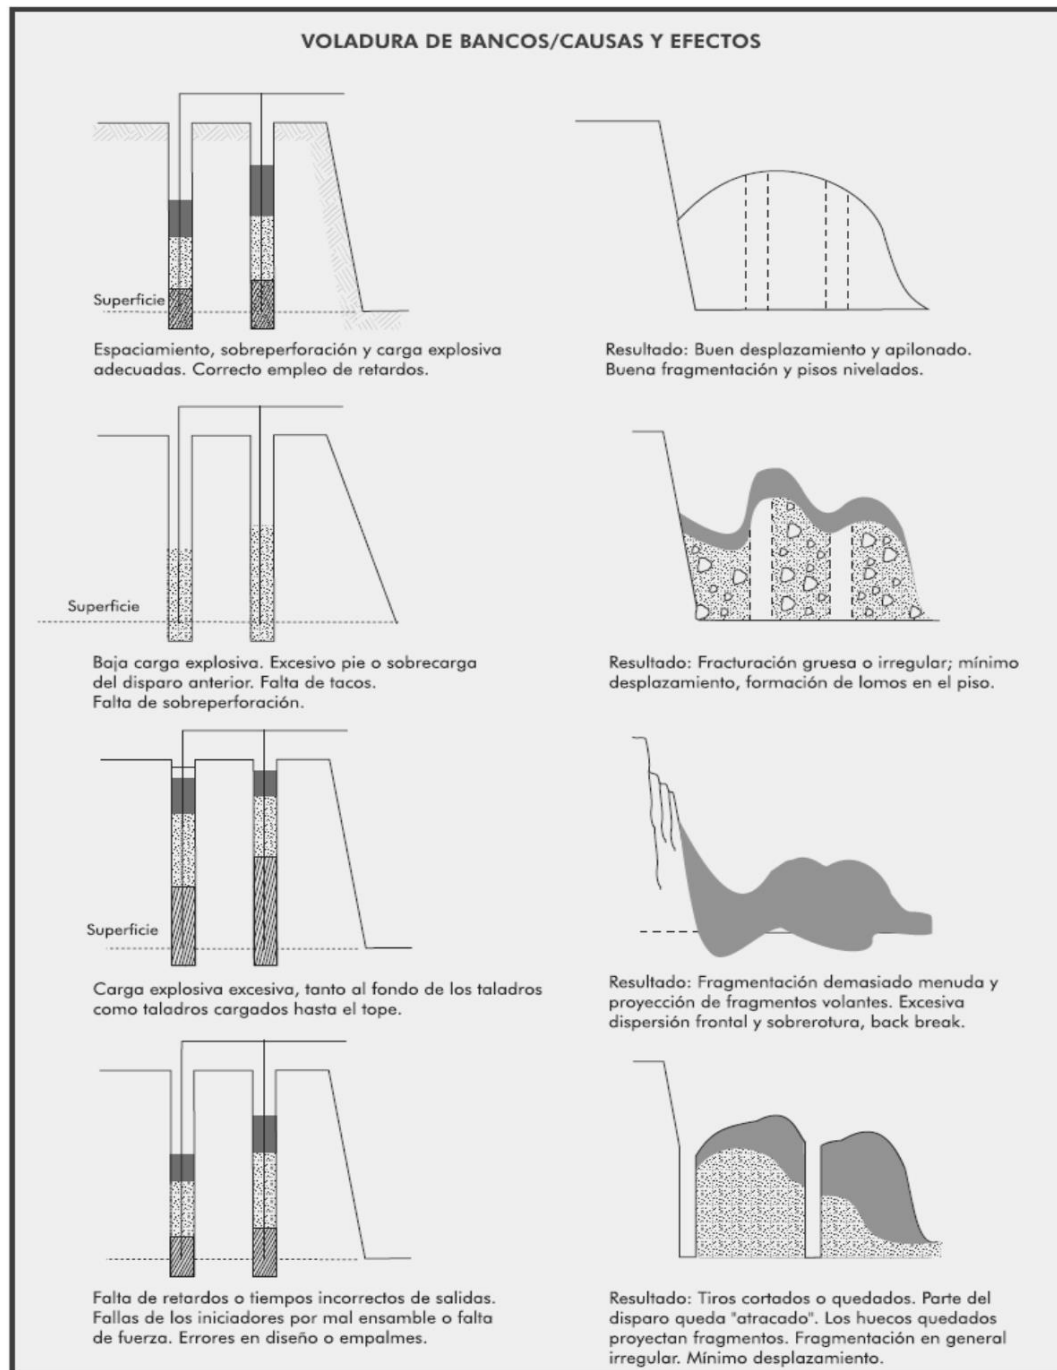 VOLADURA DE BANCOS/CAUSAS Y EFECTOS
Superficie
Espaciamiento, sobreperforación y carga explosiva
adecuadas. Correcto empleo de retardos.
Resultado: Buen desplazamiento y apilonado.
Buena fragmentación y pisos nivelados.
Superficie
Baja carga explosiva. Excesivo pie o sobrecarga
del disparo anterior. Falta de tacos.
Falta de sobreperforación.
Resultado: Fracturación gruesa o irregular; mínimo
desplazamiento, formación de lomos en el piso.
Superficie
Carga explosiva excesiva, tanto al fondo de los taladros
como taladros cargados hasta el tope.
Resultado: Fragmentación demasiado menuda y
proyección de fragmentos volantes. Excesiva
dispersión frontal y sobrerotura, back break.
Falta de retardos o tiempos incorrectos de salidas.
Fallas de los iniciadores por mal ensamble o falta
de fuerza. Errores en diseño o empalmes.
Resultado: Tiros cortados o quedados. Parte del
disparo queda "atracado". Los huecos quedados
proyectan fragmentos. Fragmentación en general
irregular. Mínimo desplazamiento.